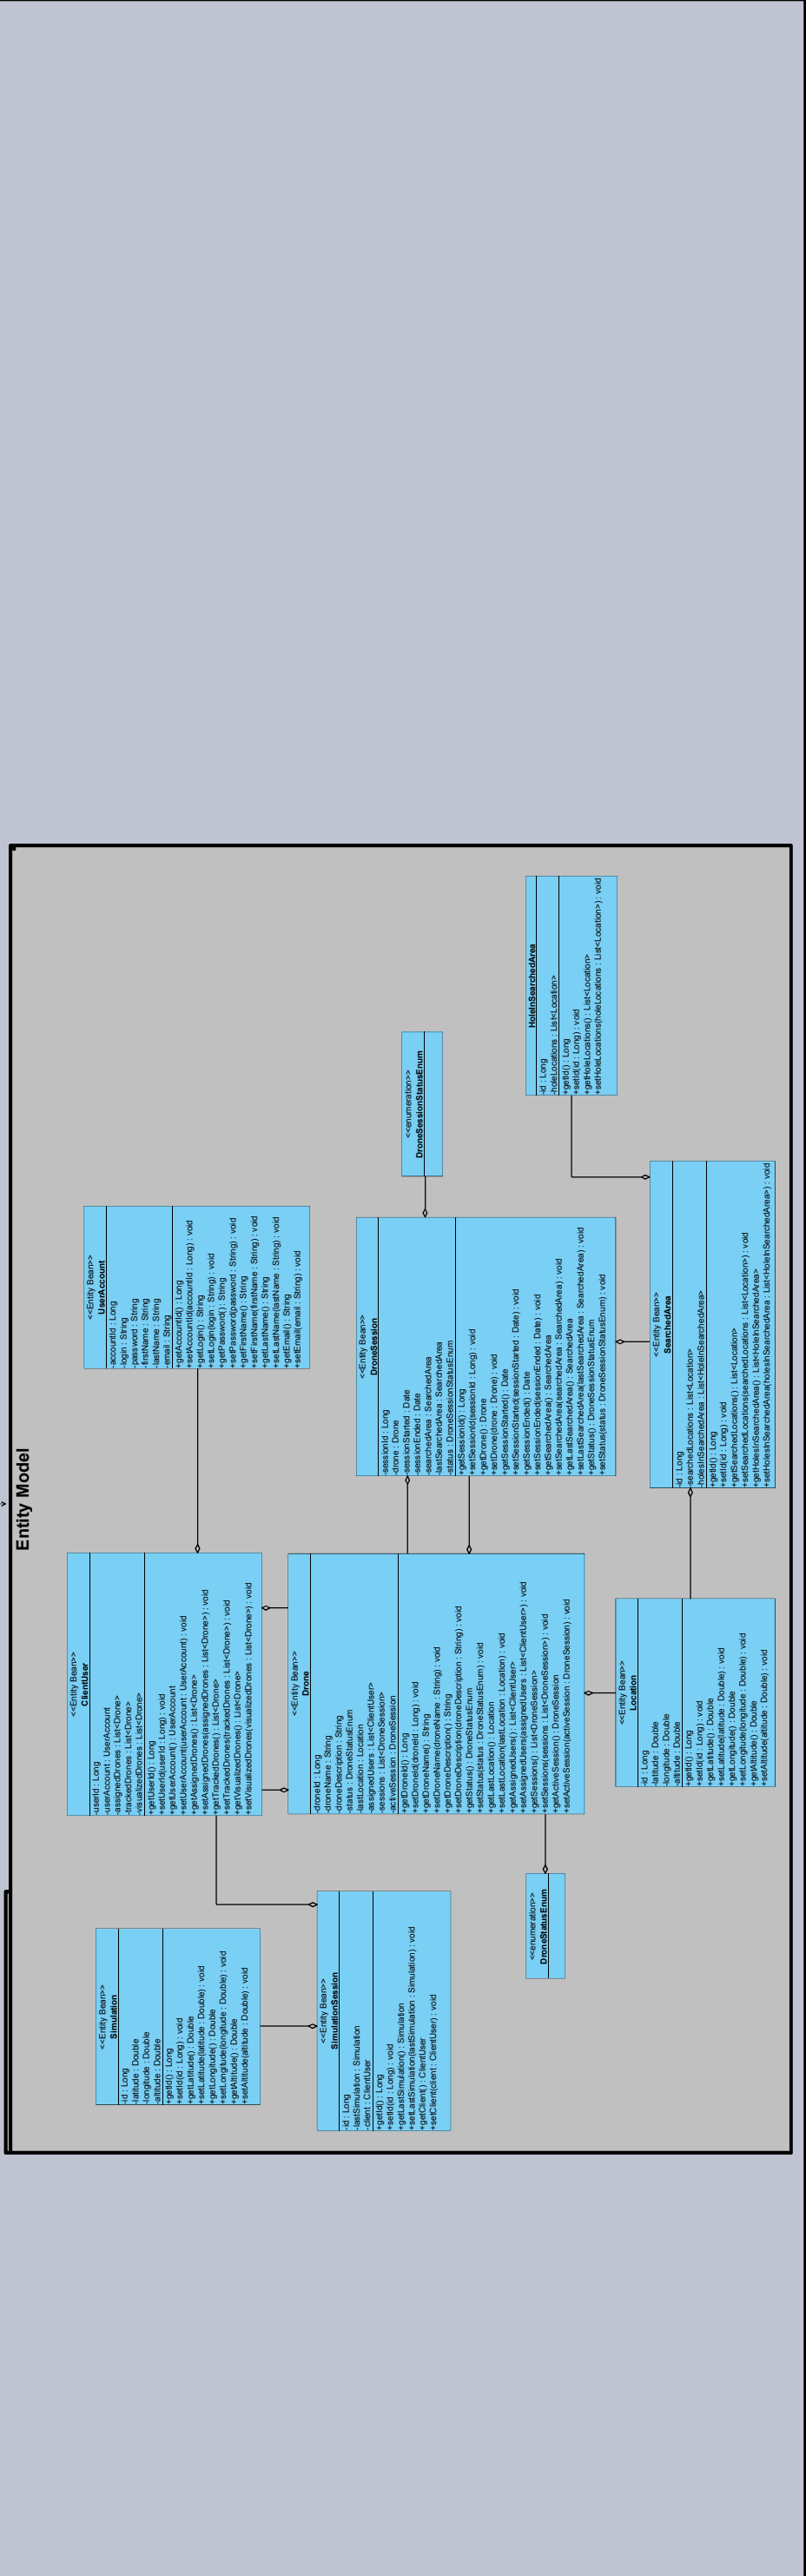 Entity Model
<<Entity Bean>>
Simulation
-id : Long
-latitude : Double
-longitude : Double
-altitude : Double
+getId() : Long
+setId(id : Long) : void
+getLatitude() : Double
+setLatitude(latitude : Double) : void
+getLongitude() : Double
+setLongitude(longitude : Double) : void
+getAltitude() : Double
+setAltitude(altitude : Double) : void
<<Entity Bean>>
ClientUser
-userId : Long
-userAccount : UserAccount
-assignedDrones : List<Drone>
-trackedDrones : List<Drone>
-visualizedDrones : List<Drone>
+getUserId() : Long
+setUserId(userId : Long) : void
+getUserAccount() : UserAccount
+setUserAccount(userAccount : UserAccount) : void
+getAssignedDrones() : List<Drone>
+setAssignedDrones(assignedDrones : List<Drone>) : void
+getTrackedDrones() : List<Drone>
+setTrackedDrones(trackedDrones : List<Drone>) : void
+getVisualizedDrones() : List<Drone>
+setVisualizedDrones(visualizedDrones : List<Drone>) : void
<<Entity Bean>>
UserAccount
-accountId : Long
-login : String
-password : String
-firstName : String
-lastName : String
-email : String
+getAccountId() : Long
+setAccountId(accountId : Long) : void
+getLogin() : String
+setLogin(login : String) : void
+getPassword() : String
+setPassword(password : String) : void
+getFirstName() : String
+setFirstName(firstName : String) : void
+getLastName() : String
+setLastName(lastName : String) : void
+getEmail() : String
+setEmail(email : String) : void
<<Entity Bean>>
SimulationSession
-id : Long
-lastSimulation : Simulation
-client : ClientUser
+getId() : Long
+setId(id : Long) : void
+getLastSimulation() : Simulation
+setLastSimulation(lastSimulation : Simulation) : void
+getClient() : ClientUser
+setClient(client : ClientUser) : void
<<Entity Bean>>
Drone
-droneId : Long
-droneName : String
-droneDescription : String
-status : DroneStatusEnum
-lastLocation : Location
-assignedUsers : List<ClientUser>
-sessions : List<DroneSession>
-activeSession : DroneSession
+getDroneId() : Long
+setDroneId(droneId : Long) : void
+getDroneName() : String
+setDroneName(droneName : String) : void
+getDroneDescription() : String
+setDroneDescription(droneDescription : String) : void
+getStatus() : DroneStatusEnum
+setStatus(status : DroneStatusEnum) : void
+getLastLocation() : Location
+setLastLocation(lastLocation : Location) : void
+getAssignedUsers() : List<ClientUser>
+setAssignedUsers(assignedUsers : List<ClientUser>) : void
+getSessions() : List<DroneSession>
+setSessions(sessions : List<DroneSession>) : void
+getActiveSession() : DroneSession
+setActiveSession(activeSession : DroneSession) : void
<<Entity Bean>>
DroneSession
-sessionId : Long
-drone : Drone
-sessionStarted : Date
-sessionEnded : Date
-searchedArea : SearchedArea
-lastSearchedArea : SearchedArea
-status : DroneSessionStatusEnum
+getSessionId() : Long
+setSessionId(sessionId : Long) : void
+getDrone() : Drone
+setDrone(drone : Drone) : void
+getSessionStarted() : Date
+setSessionStarted(sessionStarted : Date) : void
+getSessionEnded() : Date
+setSessionEnded(sessionEnded : Date) : void
+getSearchedArea() : SearchedArea
+setSearchedArea(searchedArea : SearchedArea) : void
+getLastSearchedArea() : SearchedArea
+setLastSearchedArea(lastSearchedArea : SearchedArea) : void
+getStatus() : DroneSessionStatusEnum
+setStatus(status : DroneSessionStatusEnum) : void
<<enumeration>>
DroneSessionStatusEnum
<<enumeration>>
DroneStatusEnum
HoleInSearchedArea
-id : Long
-holeLocations : List<Location>
+getId() : Long
+setId(id : Long) : void
+getHoleLocations() : List<Location>
+setHoleLocations(holeLocations : List<Location>) : void
<<Entity Bean>>
Location
-id : Long
-latitude : Double
-longitude : Double
-altitude : Double
+getId() : Long
+setId(id : Long) : void
+getLatitude() : Double
+setLatitude(latitude : Double) : void
+getLongitude() : Double
+setLongitude(longitude : Double) : void
+getAltitude() : Double
+setAltitude(altitude : Double) : void
<<Entity Bean>>
SearchedArea
-id : Long
-searchedLocations : List<Location>
-holesInSearchedArea : List<HoleInSearchedArea>
+getId() : Long
+setId(id : Long) : void
+getSearchedLocations() : List<Location>
+setSearchedLocations(searchedLocations : List<Location>) : void
+getHolesInSearchedArea() : List<HoleInSearchedArea>
+setHolesInSearchedArea(holesInSearchedArea : List<HoleInSearchedArea>) : void